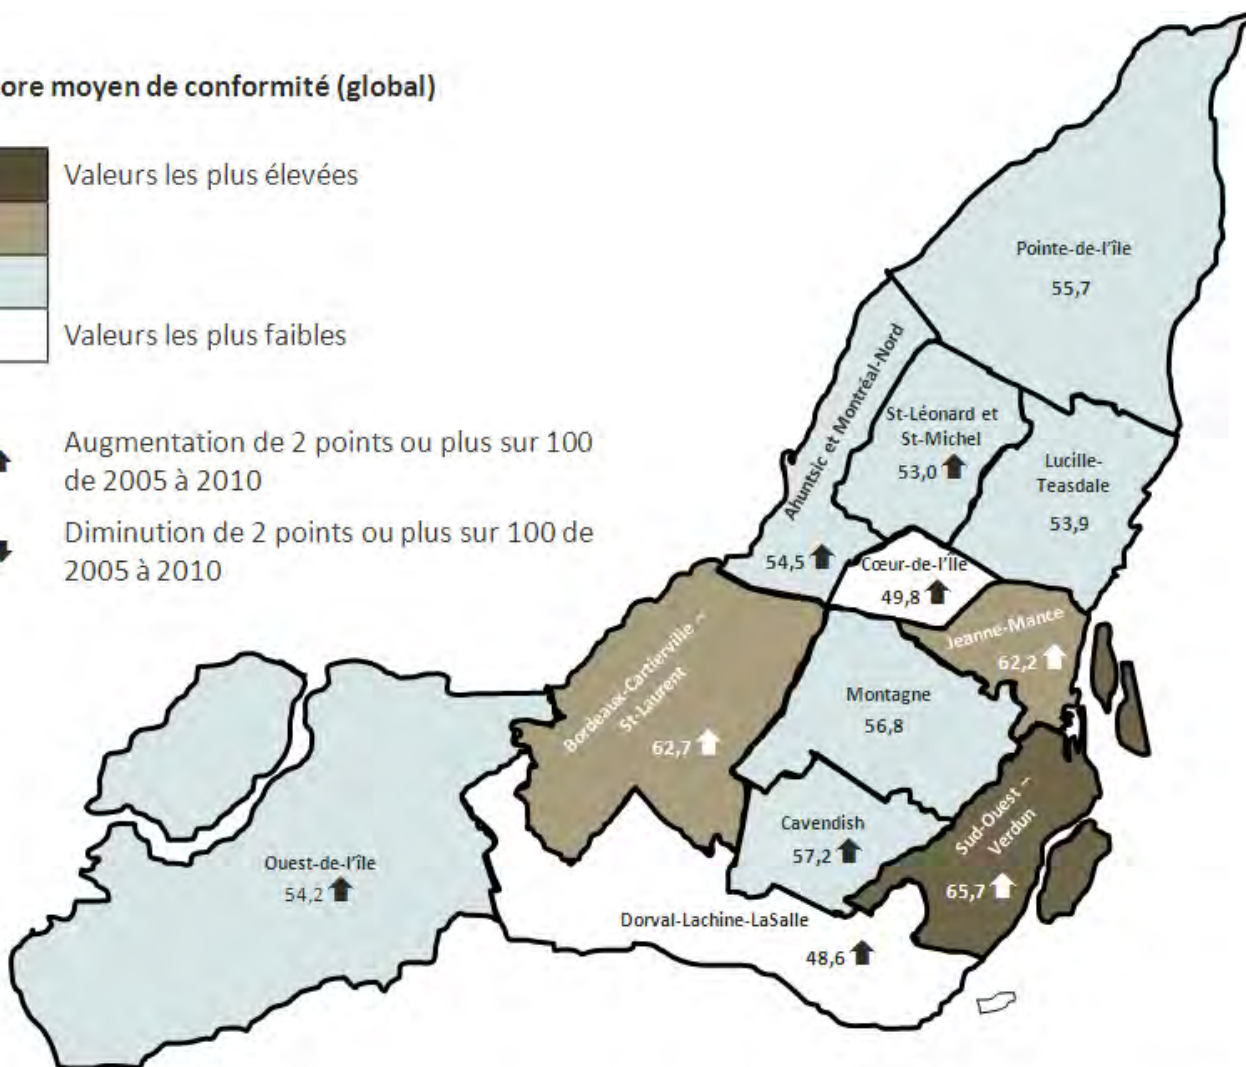 ore moyen de conformité (global)
Valeurs les plus élevées
Valeurs les plus faibles
Augmentation de 2 points ou plus sur 100
de 2005 à 2010
Diminution de 2 points ou plus sur 100 de
2005 à 2010
Pointe-de-l'île
55,7
Ahuntsic et Montréal-Nord
54,5
St-Léonard et
St-Michel
53,0
Lucille-
Teasdale
53,9
Cœur-de-l'île
49,8
Jeanne-Mance
62,2
Bordeaux-Cartierville ~
St-Laurent
62,7
Montagne
56,8
Cavendish
57,2
Sud-Ouest ~
Verdun
65,7
Ouest-de-l'île
54,2
Dorval-Lachine-LaSalle
48,6